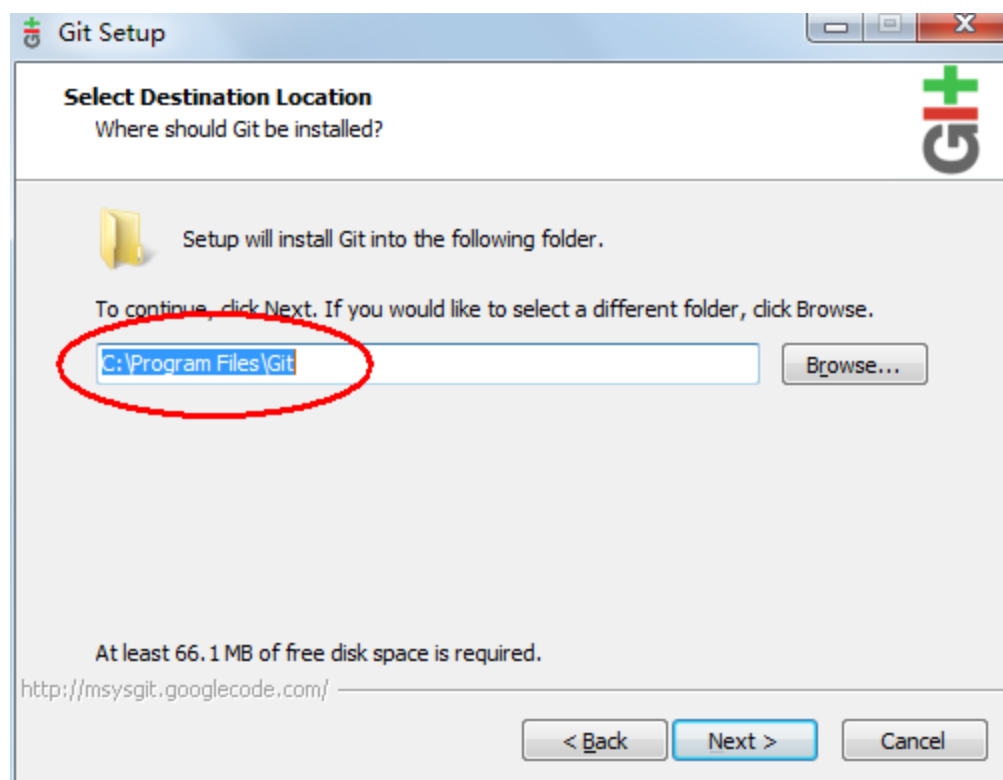 Git Setup
Select Destination Location
Where should Git be installed?
GIT
Setup will install Git into the following folder.
To continue, click Next. If you would like to select a different folder, click Browse.
C:\Program Files\Git
Browse...
At least 66.1 MB of free disk space is required.
http://msysgit.googlecode.com/
< Back
Next >
Cancel